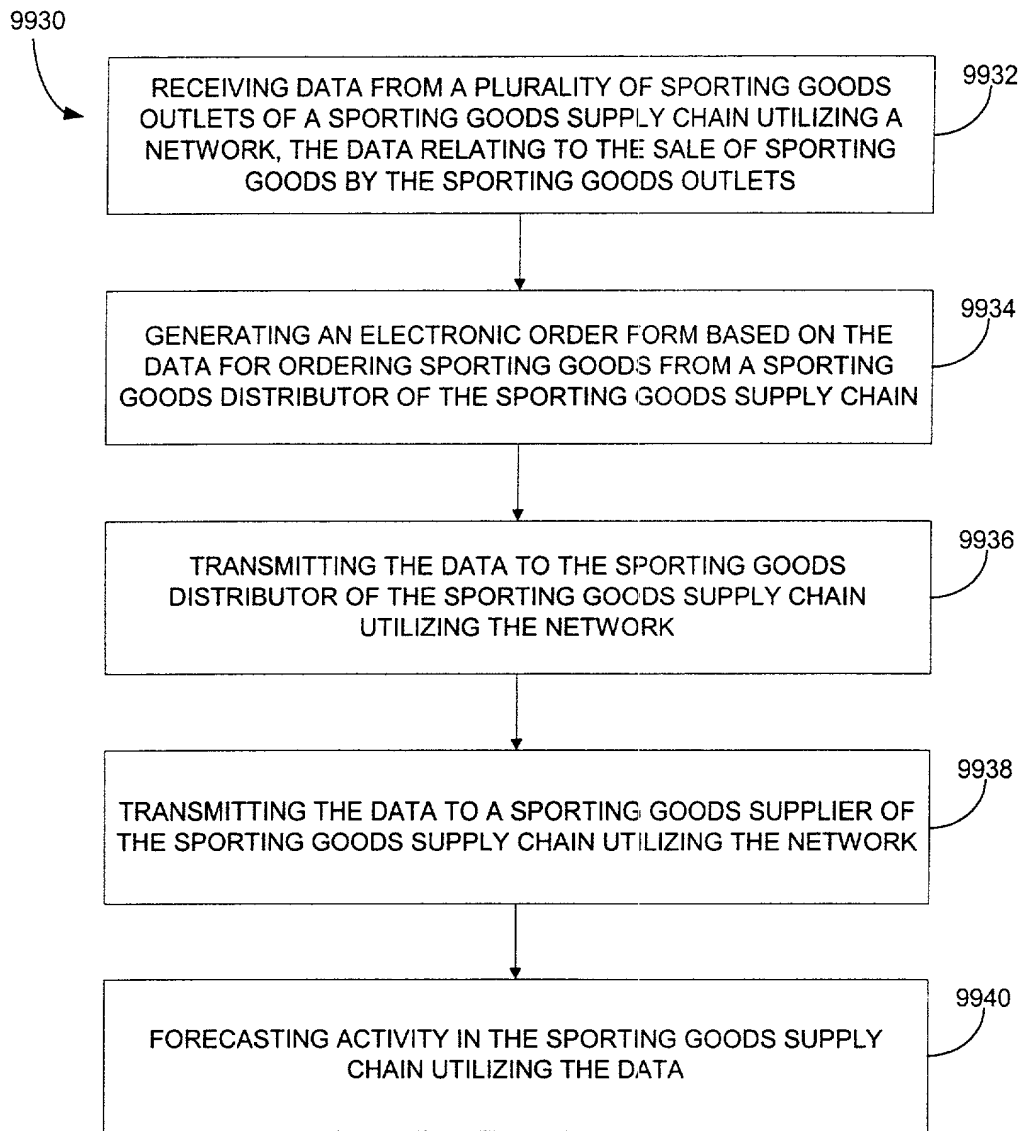 9930
9932
RECEIVING DATA FROM A PLURALITY OF SPORTING GOODS
OUTLETS OF A SPORTING GOODS SUPPLY CHAIN UTILIZING A
NETWORK, THE DATA RELATING TO THE SALE OF SPORTING
GOODS BY THE SPORTING GOODS OUTLETS
9934
GENERATING AN ELECTRONIC ORDER FORM BASED ON THE
DATA FOR ORDERING SPORTING GOODS FROM A SPORTING
GOODS DISTRIBUTOR OF THE SPORTING GOODS SUPPLY CHAIN
9936
TRANSMITTING THE DATA TO THE SPORTING GOODS
DISTRIBUTOR OF THE SPORTING GOODS SUPPLY CHAIN
UTILIZING THE NETWORK
9938
TRANSMITTING THE DATA TO A SPORTING GOODS SUPPLIER OF
THE SPORTING GOODS SUPPLY CHAIN UTILIZING THE NETWORK
9940
FORECASTING ACTIVITY IN THE SPORTING GOODS SUPPLY
CHAIN UTILIZING THE DATA